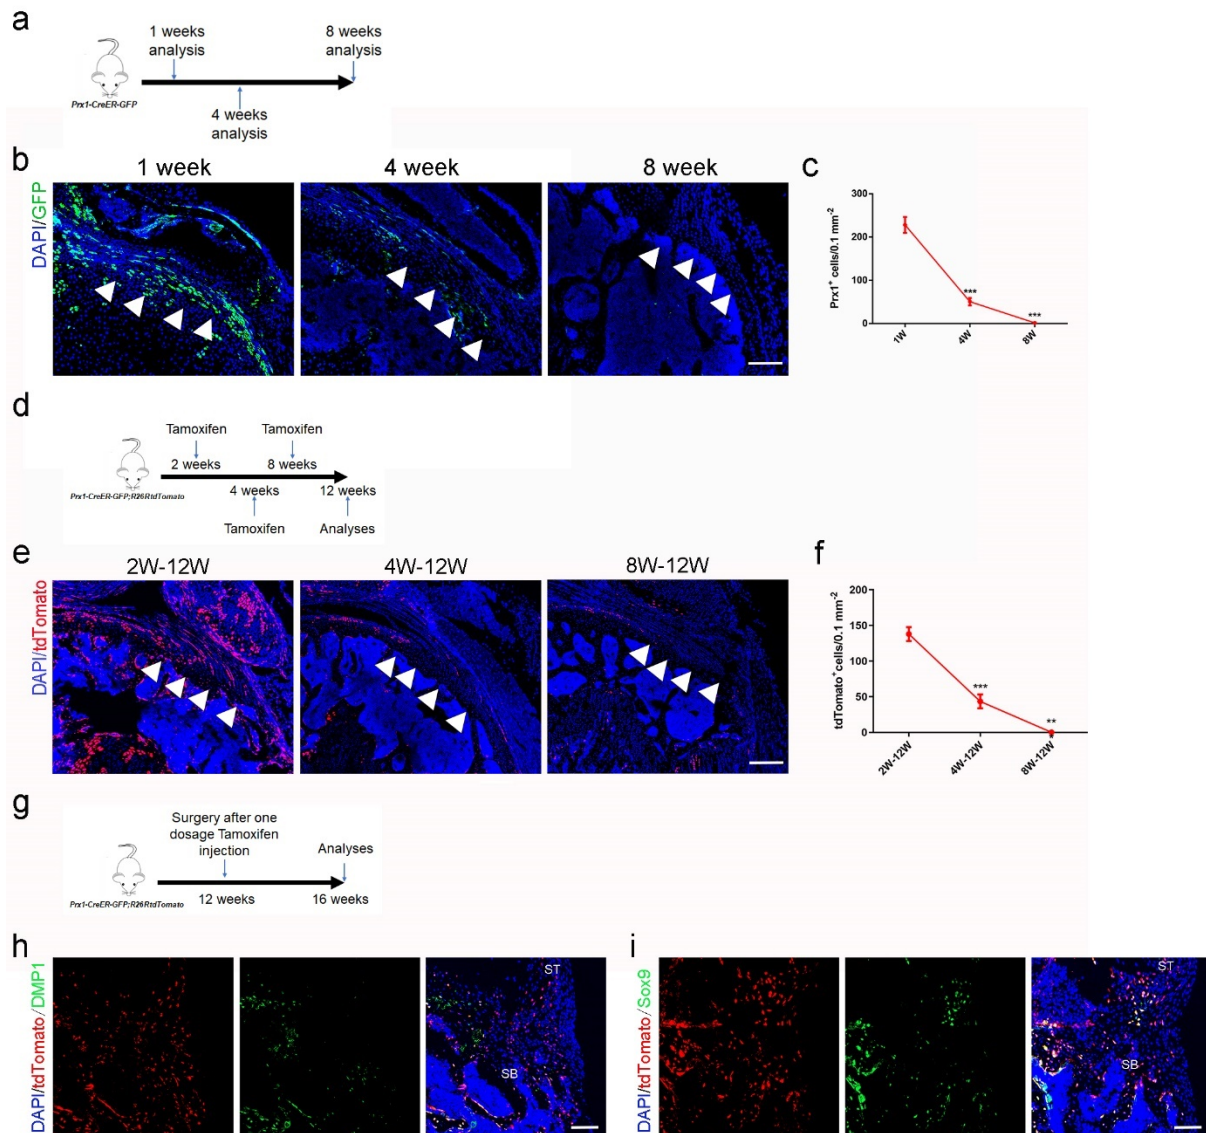 a
1 weeks
analysis
8 weeks
analysis
Prx1-CreER-GFP
4 weeks
analysis
b
1 week
4 week
8 week
DAPI/GFP
c
300
200
100
0
Prx1⁺ cells/0.1 mm⁻²
***
***
1W
4W
8W
d
Tamoxifen
Tamoxifen
2 weeks
8 weeks
Prx1-CreER-GFP;R26RtdTomato
4 weeks
12 weeks
Tamoxifen
Analyses
e
2W-12W
4W-12W
8W-12W
DAPI/tdTomato
f
200
150
100
50
0
tdTomato⁺cells/0.1 mm⁻²
***
**
2W-12W
4W-12W
8W-12W
g
Surgery after one
dosage Tamoxifen
injection
Analyses
Prx1-CreER-GFP;R26RtdTomato
12 weeks
16 weeks
h
DAPI/tdTomato/DMP1
ST
SB
i
DAPI/tdTomato/Sox9
ST
SB